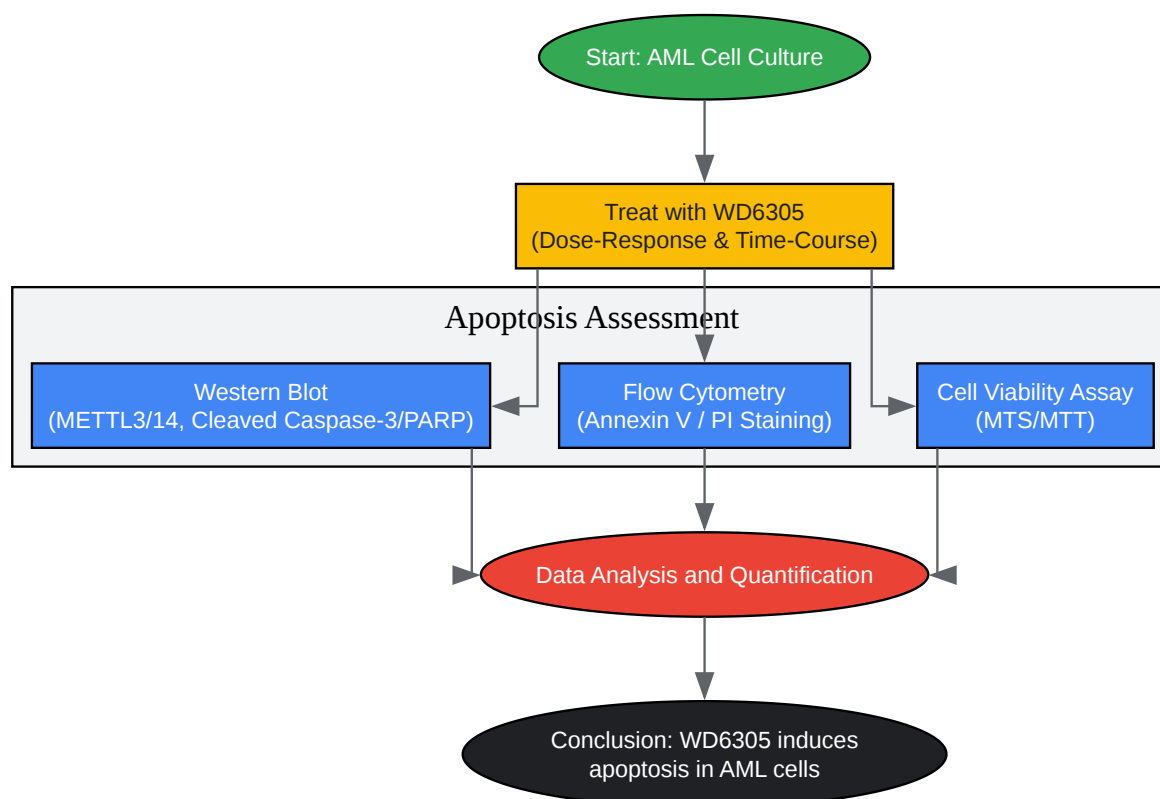 Start: AML Cell Culture
Treat with WD6305
(Dose-Response & Time-Course)
Apoptosis Assessment
Western Blot
(METTL3/14, Cleaved Caspase-3/PARP)
Flow Cytometry
(Annexin V / PI Staining)
Cell Viability Assay
(MTS/MTT)
Data Analysis and Quantification
Conclusion: WD6305 induces
apoptosis in AML cells